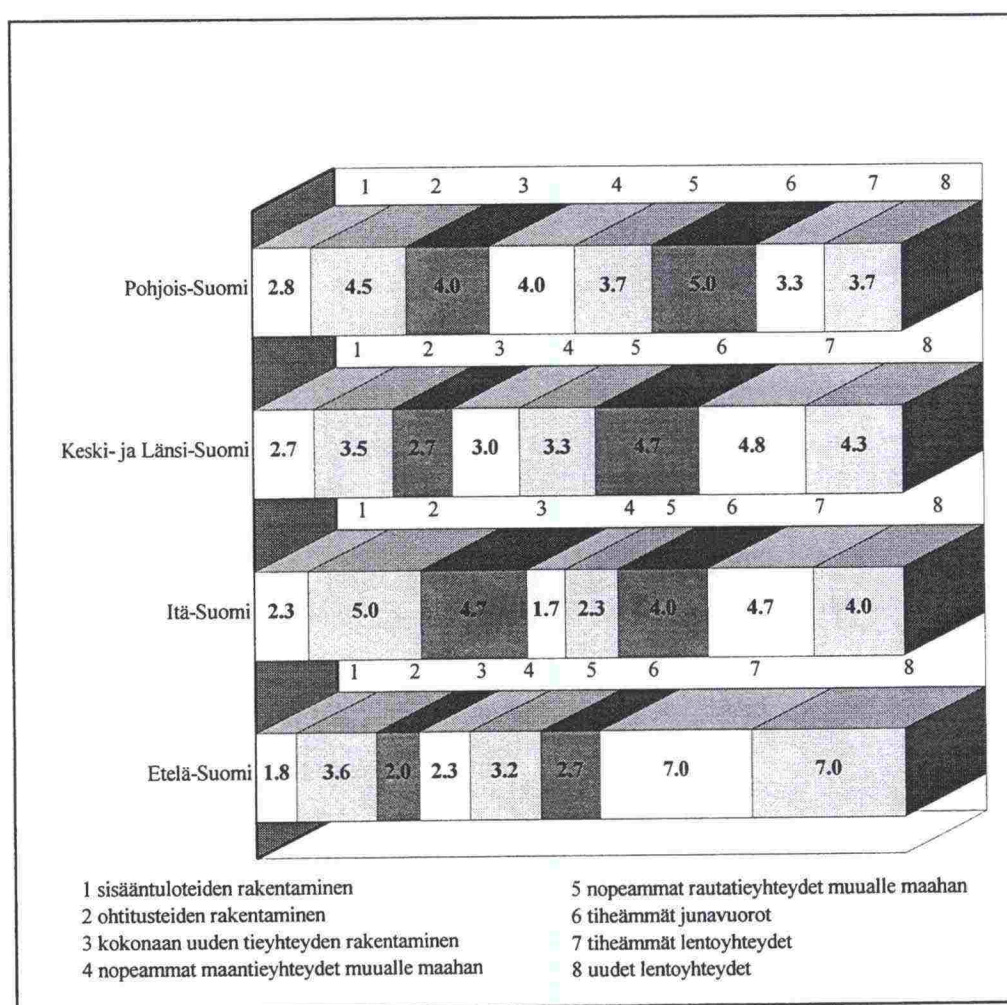 1 2 3 4 5 6 7 8
Pohjois-Suomi 2.8 4.5 4.0 4.0 3.7 5.0 3.3 3.7
1 2 3 4 5 6 7 8
Keski- ja Länsi-Suomi 2.7 3.5 2.7 3.0 3.3 4.7 4.8 4.3
1 2 3 4 5 6 7 8
Itä-Suomi 2.3 5.0 4.7 1.7 2.3 4.0 4.7 4.0
1 2 3 4 5 6 7 8
Etelä-Suomi 1.8 3.6 2.0 2.3 3.2 2.7 7.0 7.0
1 sisääntuloteiden rakentaminen
2 ohtitusteiden rakentaminen
3 kokonaan uuden tieyhteyden rakentaminen
4 nopeammat maantieyhteydet muualle maahan
5 nopeammat rautatieyhteydet muualle maahan
6 tiheämmät junavuorot
7 tiheämmät lentoyhteydet
8 uudet lentoyhteydet